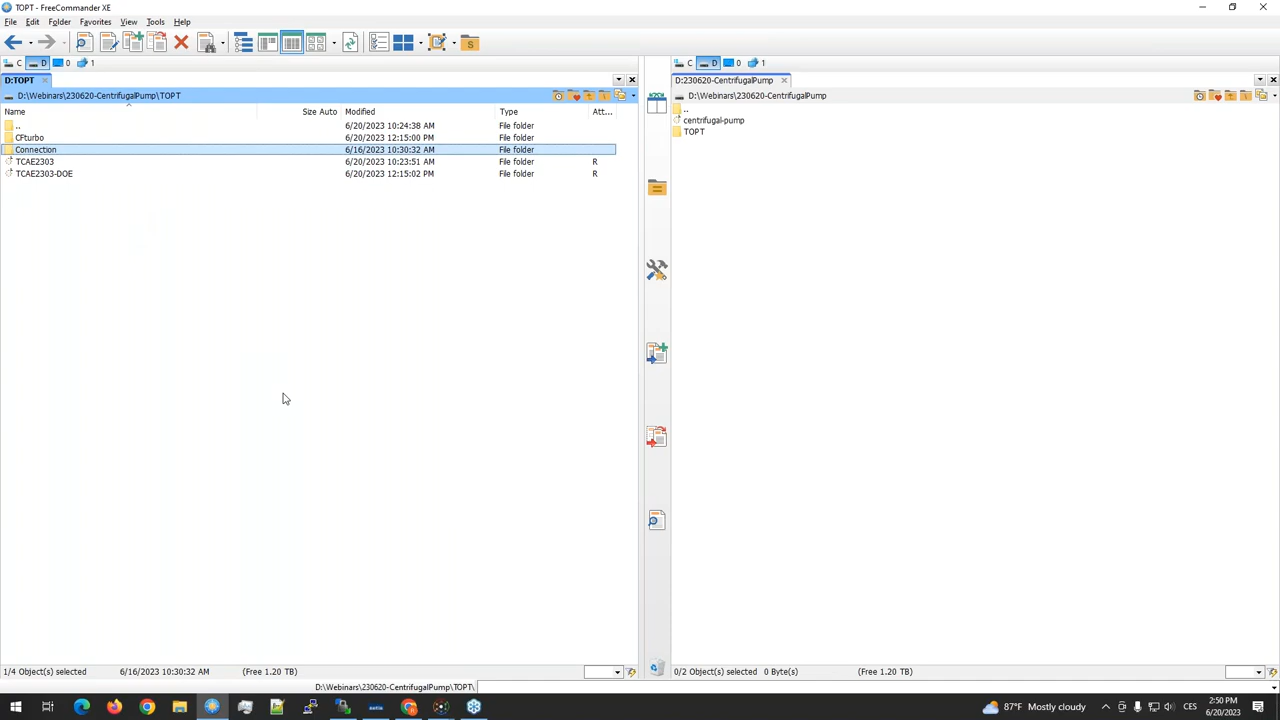 TOPT - FreeCommander XE
File Edit Folder Favorites View Tools Help
S
C D 0 1
C D 0 1
D:TOPT
D:230620-CentrifugalPump
D:\Webinars\230620-CentrifugalPump\TOPT
D:\Webinars\230620-CentrifugalPump
Name Size Auto Modified Type Att...
.. 6/20/2023 10:24:38 AM File folder
CFturbo 6/20/2023 12:15:00 PM File folder
Connection 6/16/2023 10:30:32 AM File folder
TCAE2303 6/20/2023 10:23:51 AM File folder R
TCAE2303-DOE 6/20/2023 12:15:02 PM File folder R
..
centrifugal-pump
TOPT
1/4 Object(s) selected 6/16/2023 10:30:32 AM (Free 1.20 TB)
0/2 Object(s) selected 0 Byte(s) (Free 1.20 TB)
D:\Webinars\230620-CentrifugalPump\TOPT\
87°F Mostly cloudy
CES
2:50 PM
6/20/2023